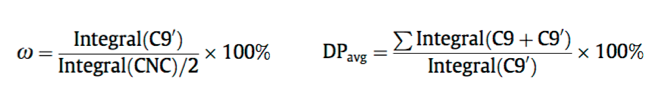 ω = Integral(C9′) / Integral(CNC)/2 × 100%
DPavg = ∑ Integral(C9 + C9′) / Integral(C9′) × 100%